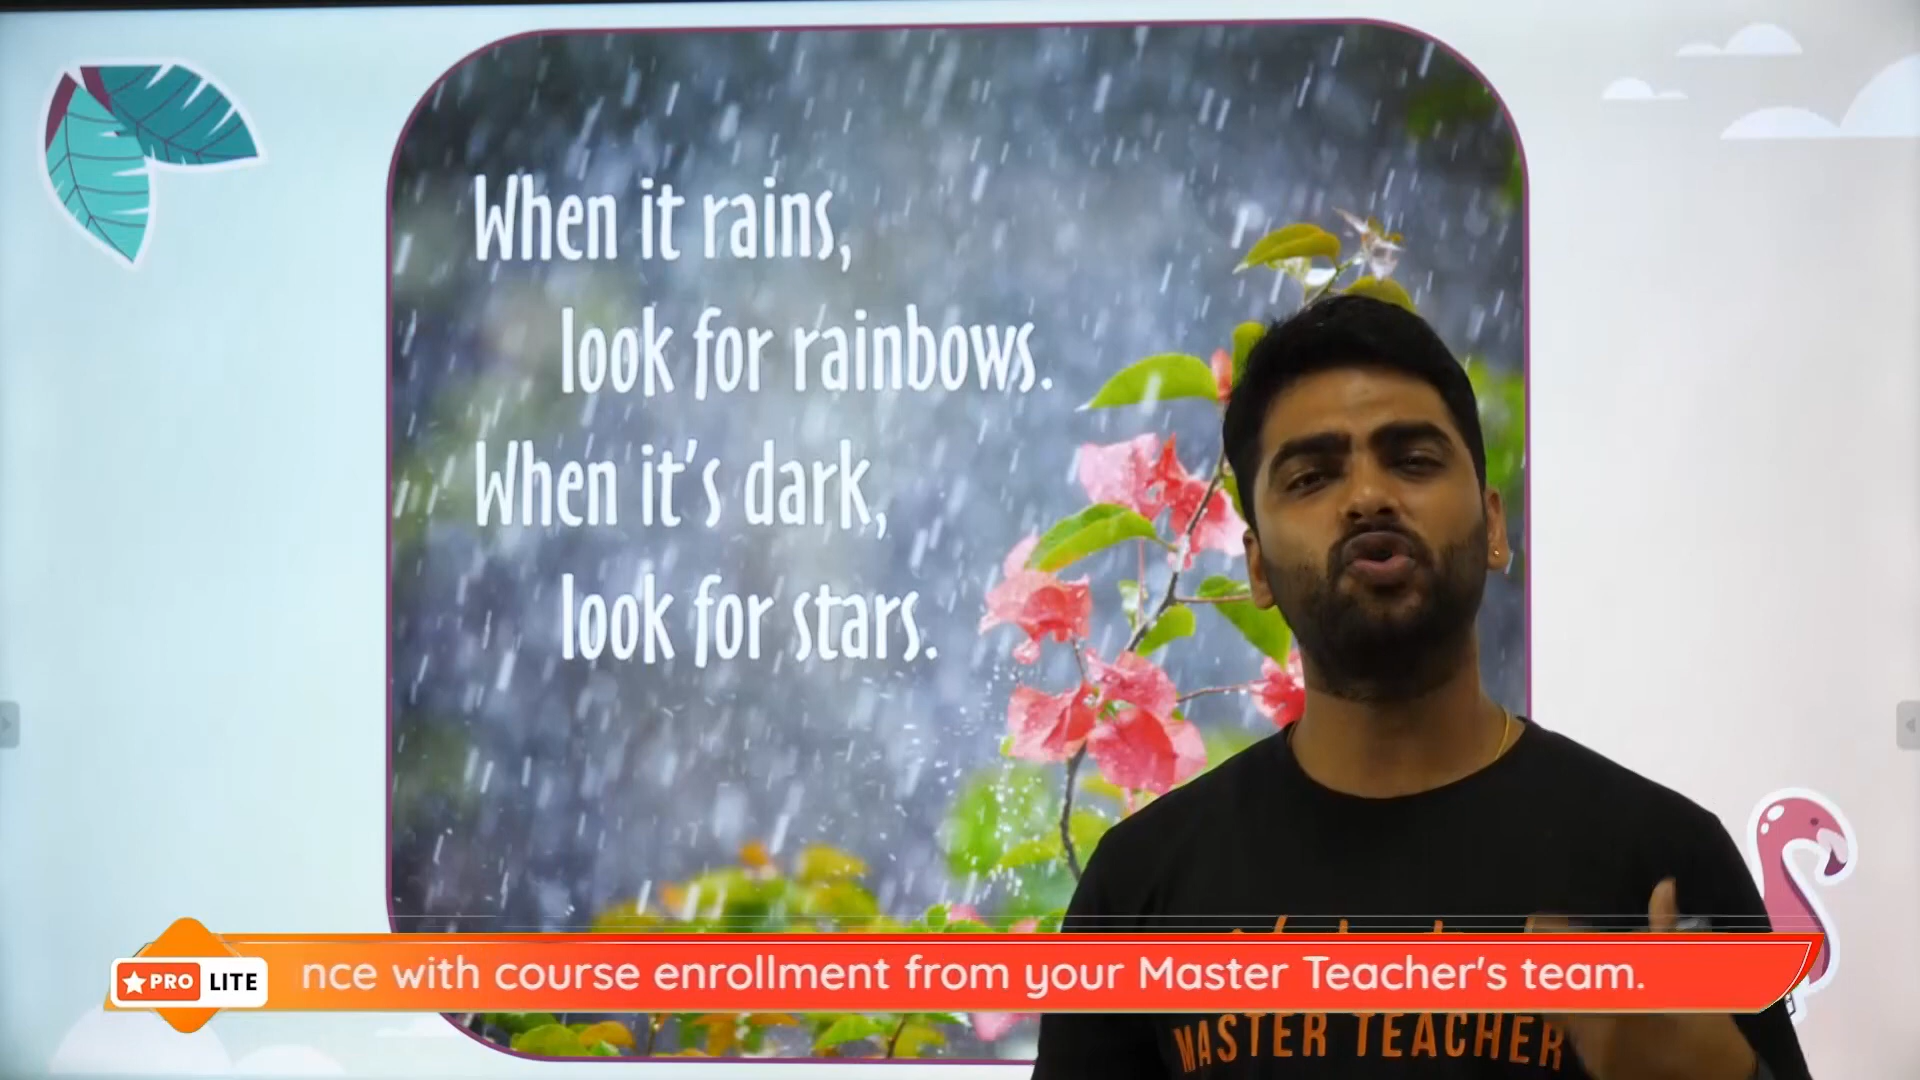 When it rains,
look for rainbows.
When it's dark,
look for stars.
PRO LITE
nce with course enrollment from your Master Teacher's team.
MASTER TEACHER